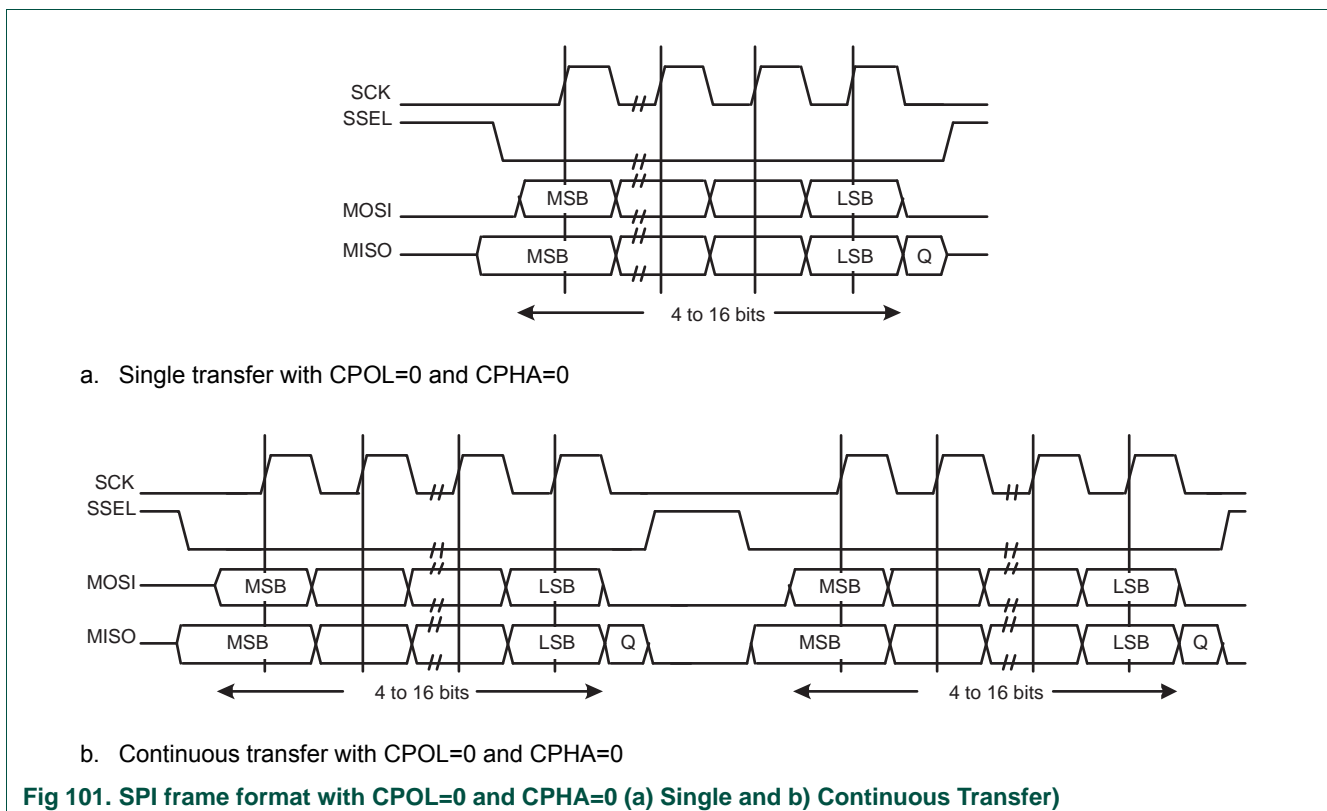 SCK
SSEL
MOSI
MSB
LSB
MISO
MSB
LSB
Q
4 to 16 bits
a. Single transfer with CPOL=0 and CPHA=0
SCK
SSEL
MOSI
MSB
LSB
MSB
LSB
MISO
MSB
LSB
Q
MSB
LSB
Q
4 to 16 bits
4 to 16 bits
b. Continuous transfer with CPOL=0 and CPHA=0
Fig 101. SPI frame format with CPOL=0 and CPHA=0 (a) Single and b) Continuous Transfer)